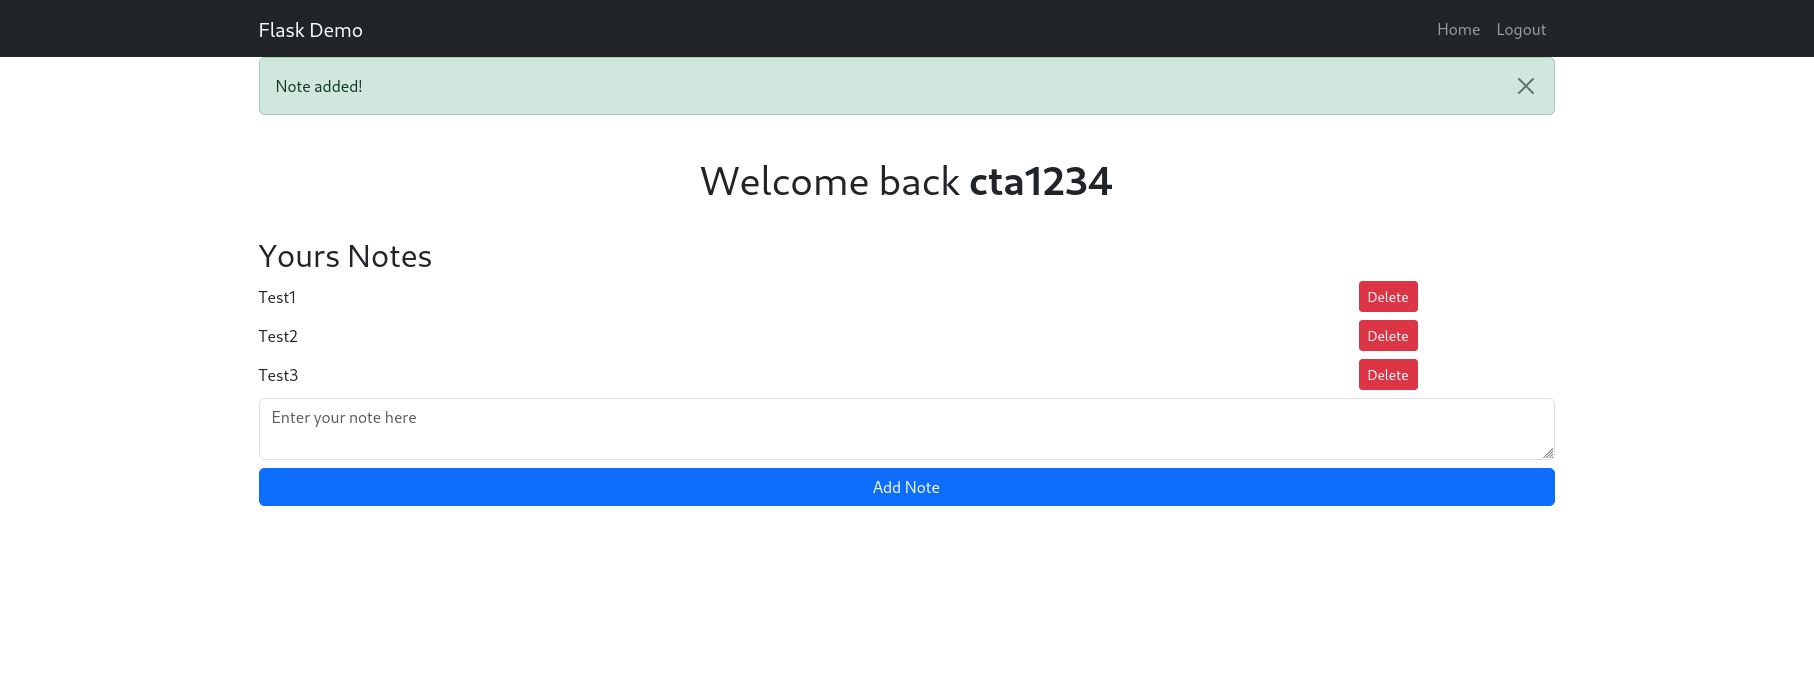 Flask Demo Home Logout
Note added!
Welcome back cta1234
Yours Notes
Test1 Delete
Test2 Delete
Test3 Delete
Enter your note here
Add Note